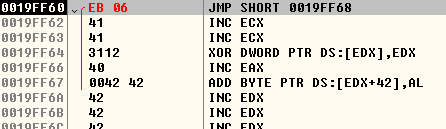 0019FF60 EB 06 JMP SHORT 0019FF68
0019FF62 41 INC ECX
0019FF63 41 INC ECX
0019FF64 3112 XOR DWORD PTR DS:[EDX],EDX
0019FF66 40 INC EAX
0019FF67 0042 42 ADD BYTE PTR DS:[EDX+42],AL
0019FF6A 42 INC EDX
0019FF6B 42 INC EDX
0019FF6C 42 INC EDX